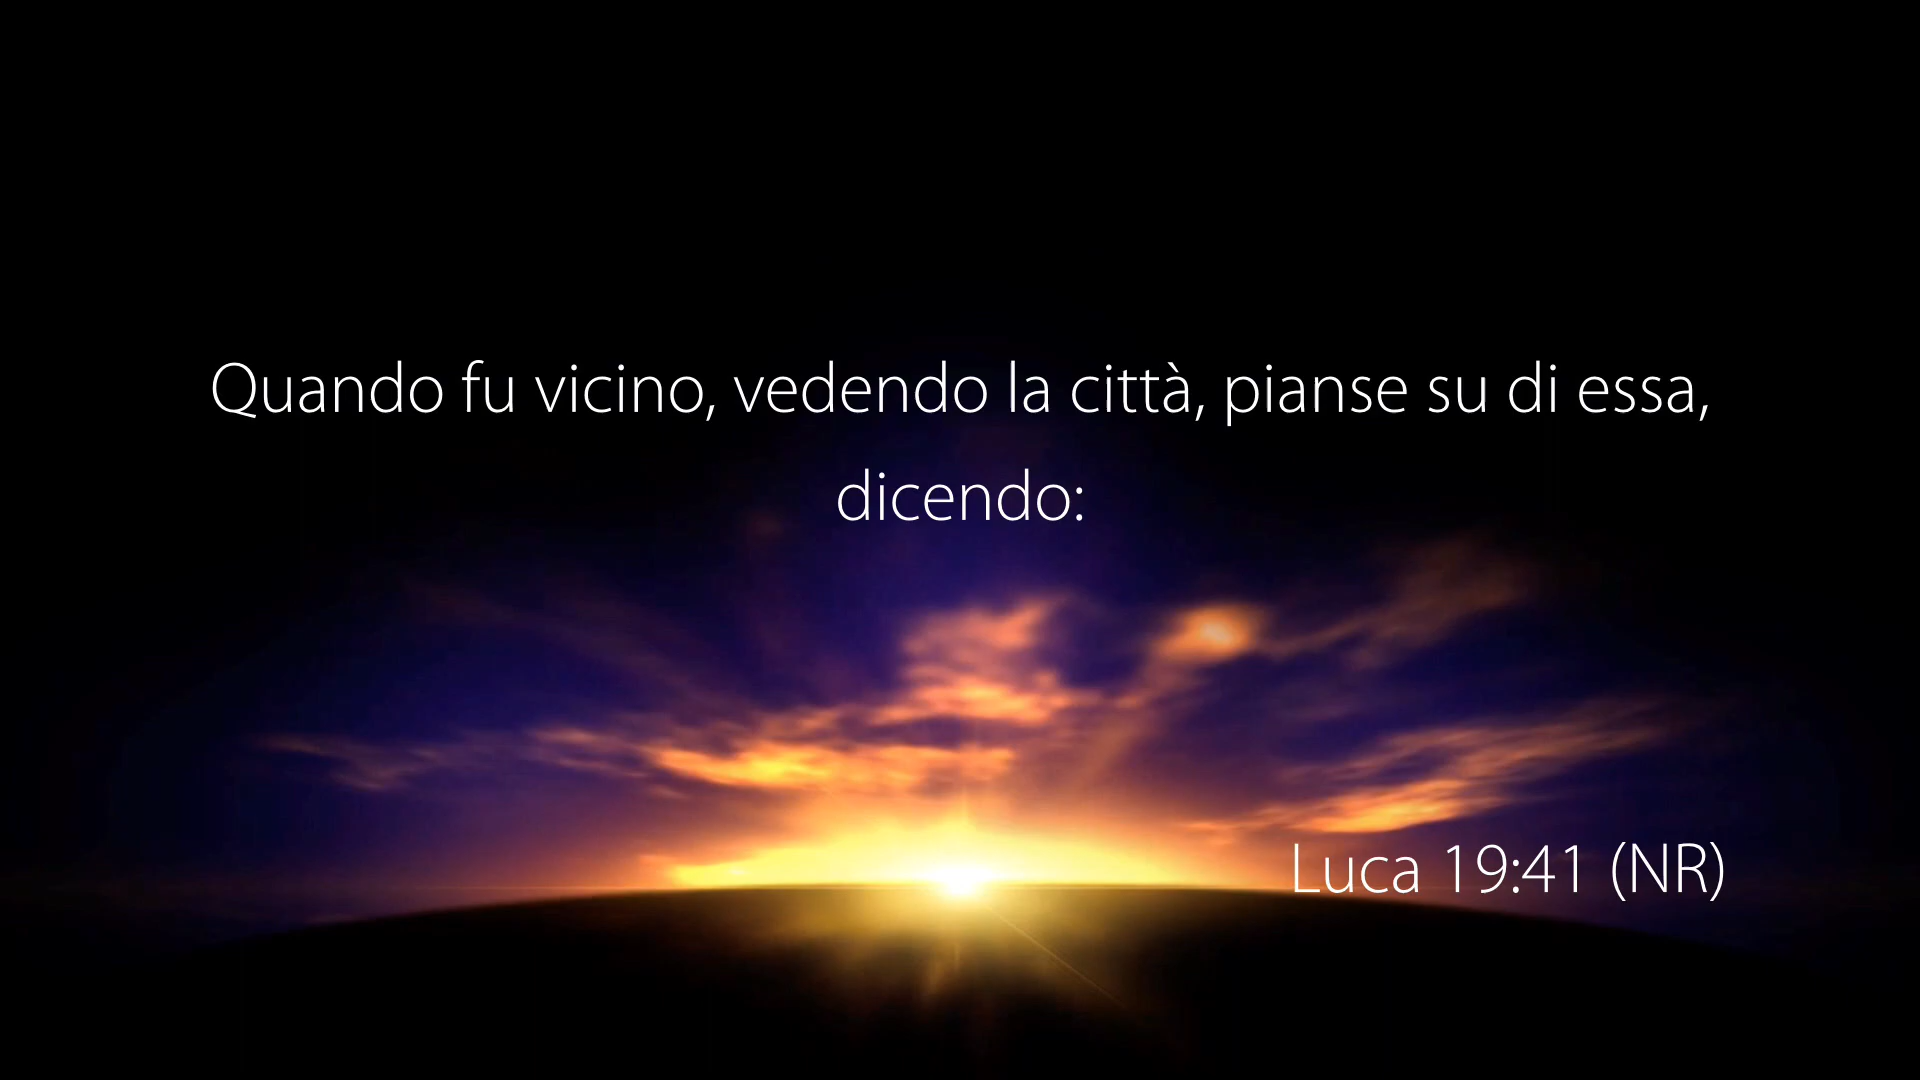 Quando fu vicino, vedendo la città, pianse su di essa,
dicendo:
Luca 19:41 (NR)